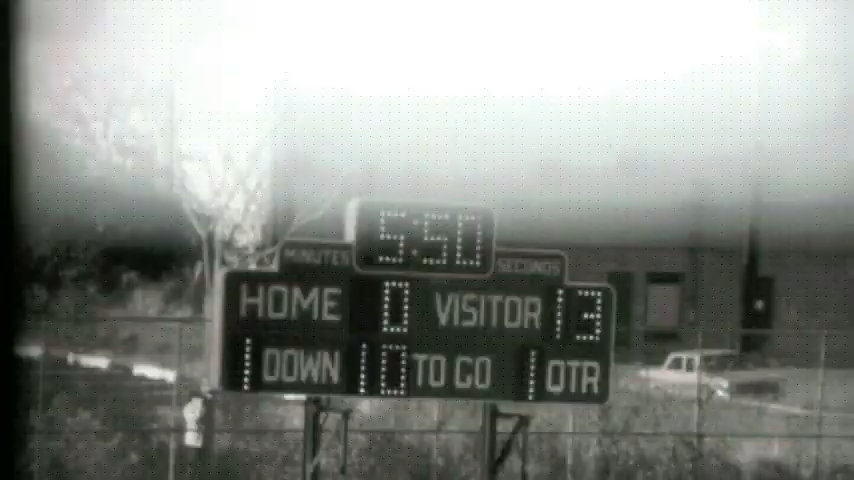 5:50
MINUTES SECONDS
HOME 0 VISITOR 13
1 DOWN 10 TO GO 1 QTR